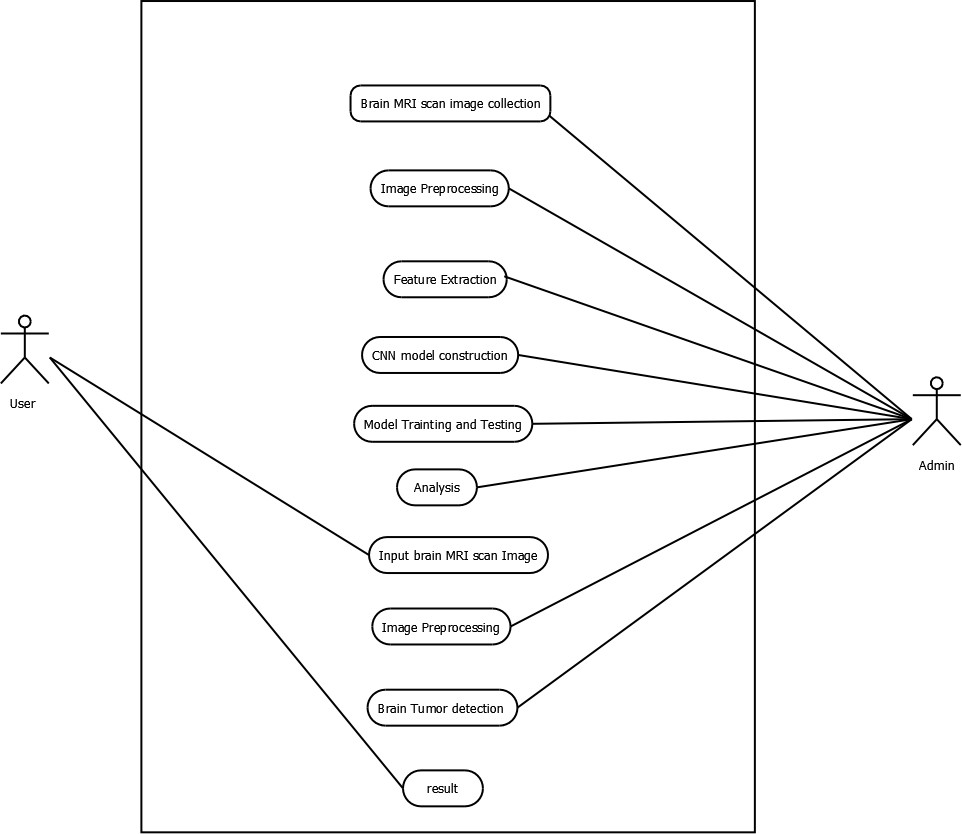 Brain MRI scan image collection
Image Preprocessing
Feature Extraction
CNN model construction
User
Model Trainting and Testing
Admin
Analysis
Input brain MRI scan Image
Image Preprocessing
Brain Tumor detection
result